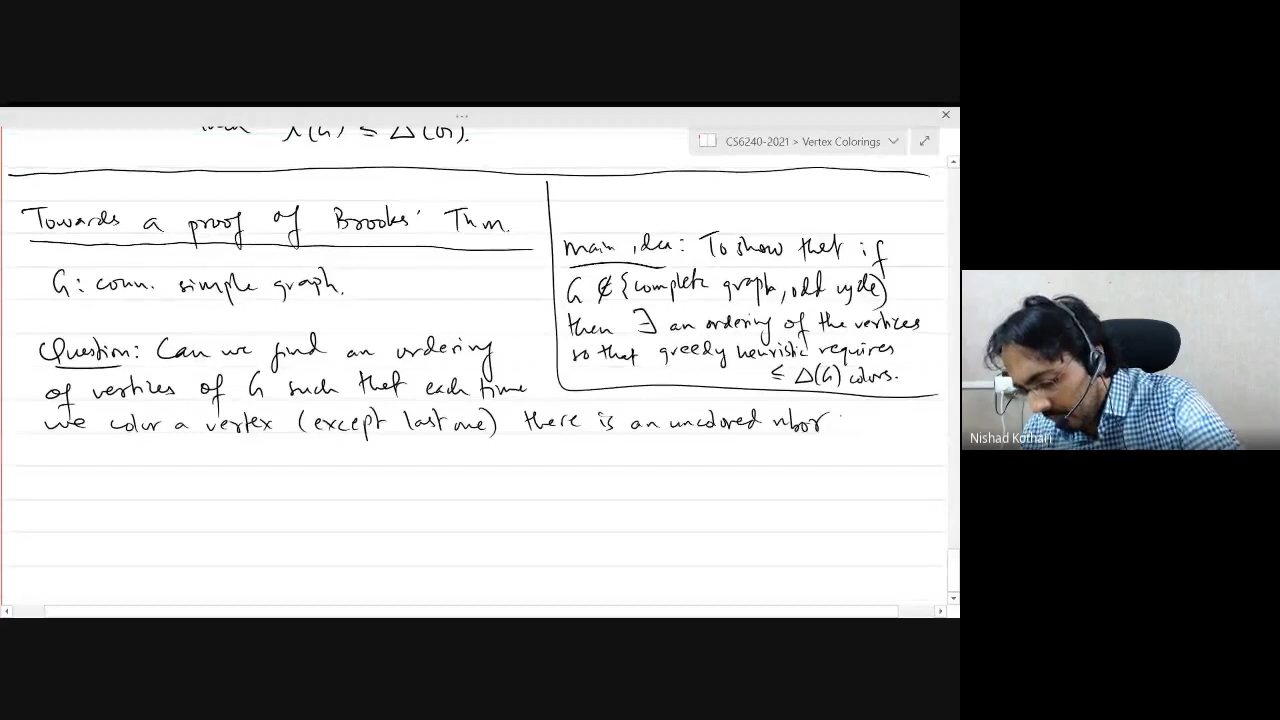 χ(G) ≤ Δ(G).
CS6240-2021 > Vertex Colorings
Towards a proof of Brooks' Thm.
G: conn. simple graph.
Question: Can we find an ordering
of vertices of G such that each time
we color a vertex (except last one) there is an uncolored nbor
main idea: To show that if
G ∉ {complete graph, odd cycle}
then ∃ an ordering of the vertices
so that greedy heuristic requires
≤ Δ(G) colors.
Nishad Kothari